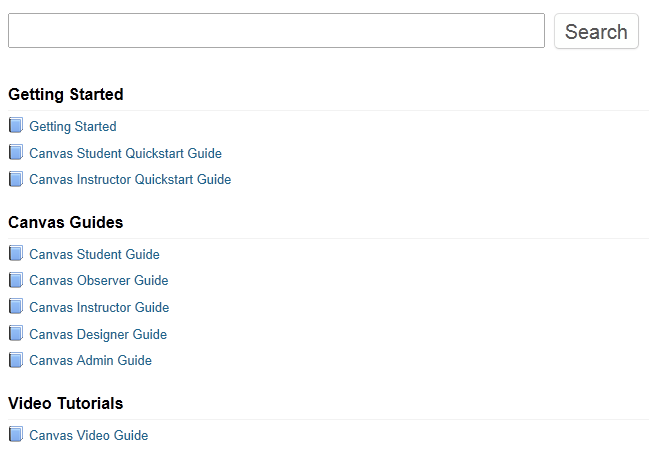 Search
Getting Started
Getting Started
Canvas Student Quickstart Guide
Canvas Instructor Quickstart Guide
Canvas Guides
Canvas Student Guide
Canvas Observer Guide
Canvas Instructor Guide
Canvas Designer Guide
Canvas Admin Guide
Video Tutorials
Canvas Video Guide